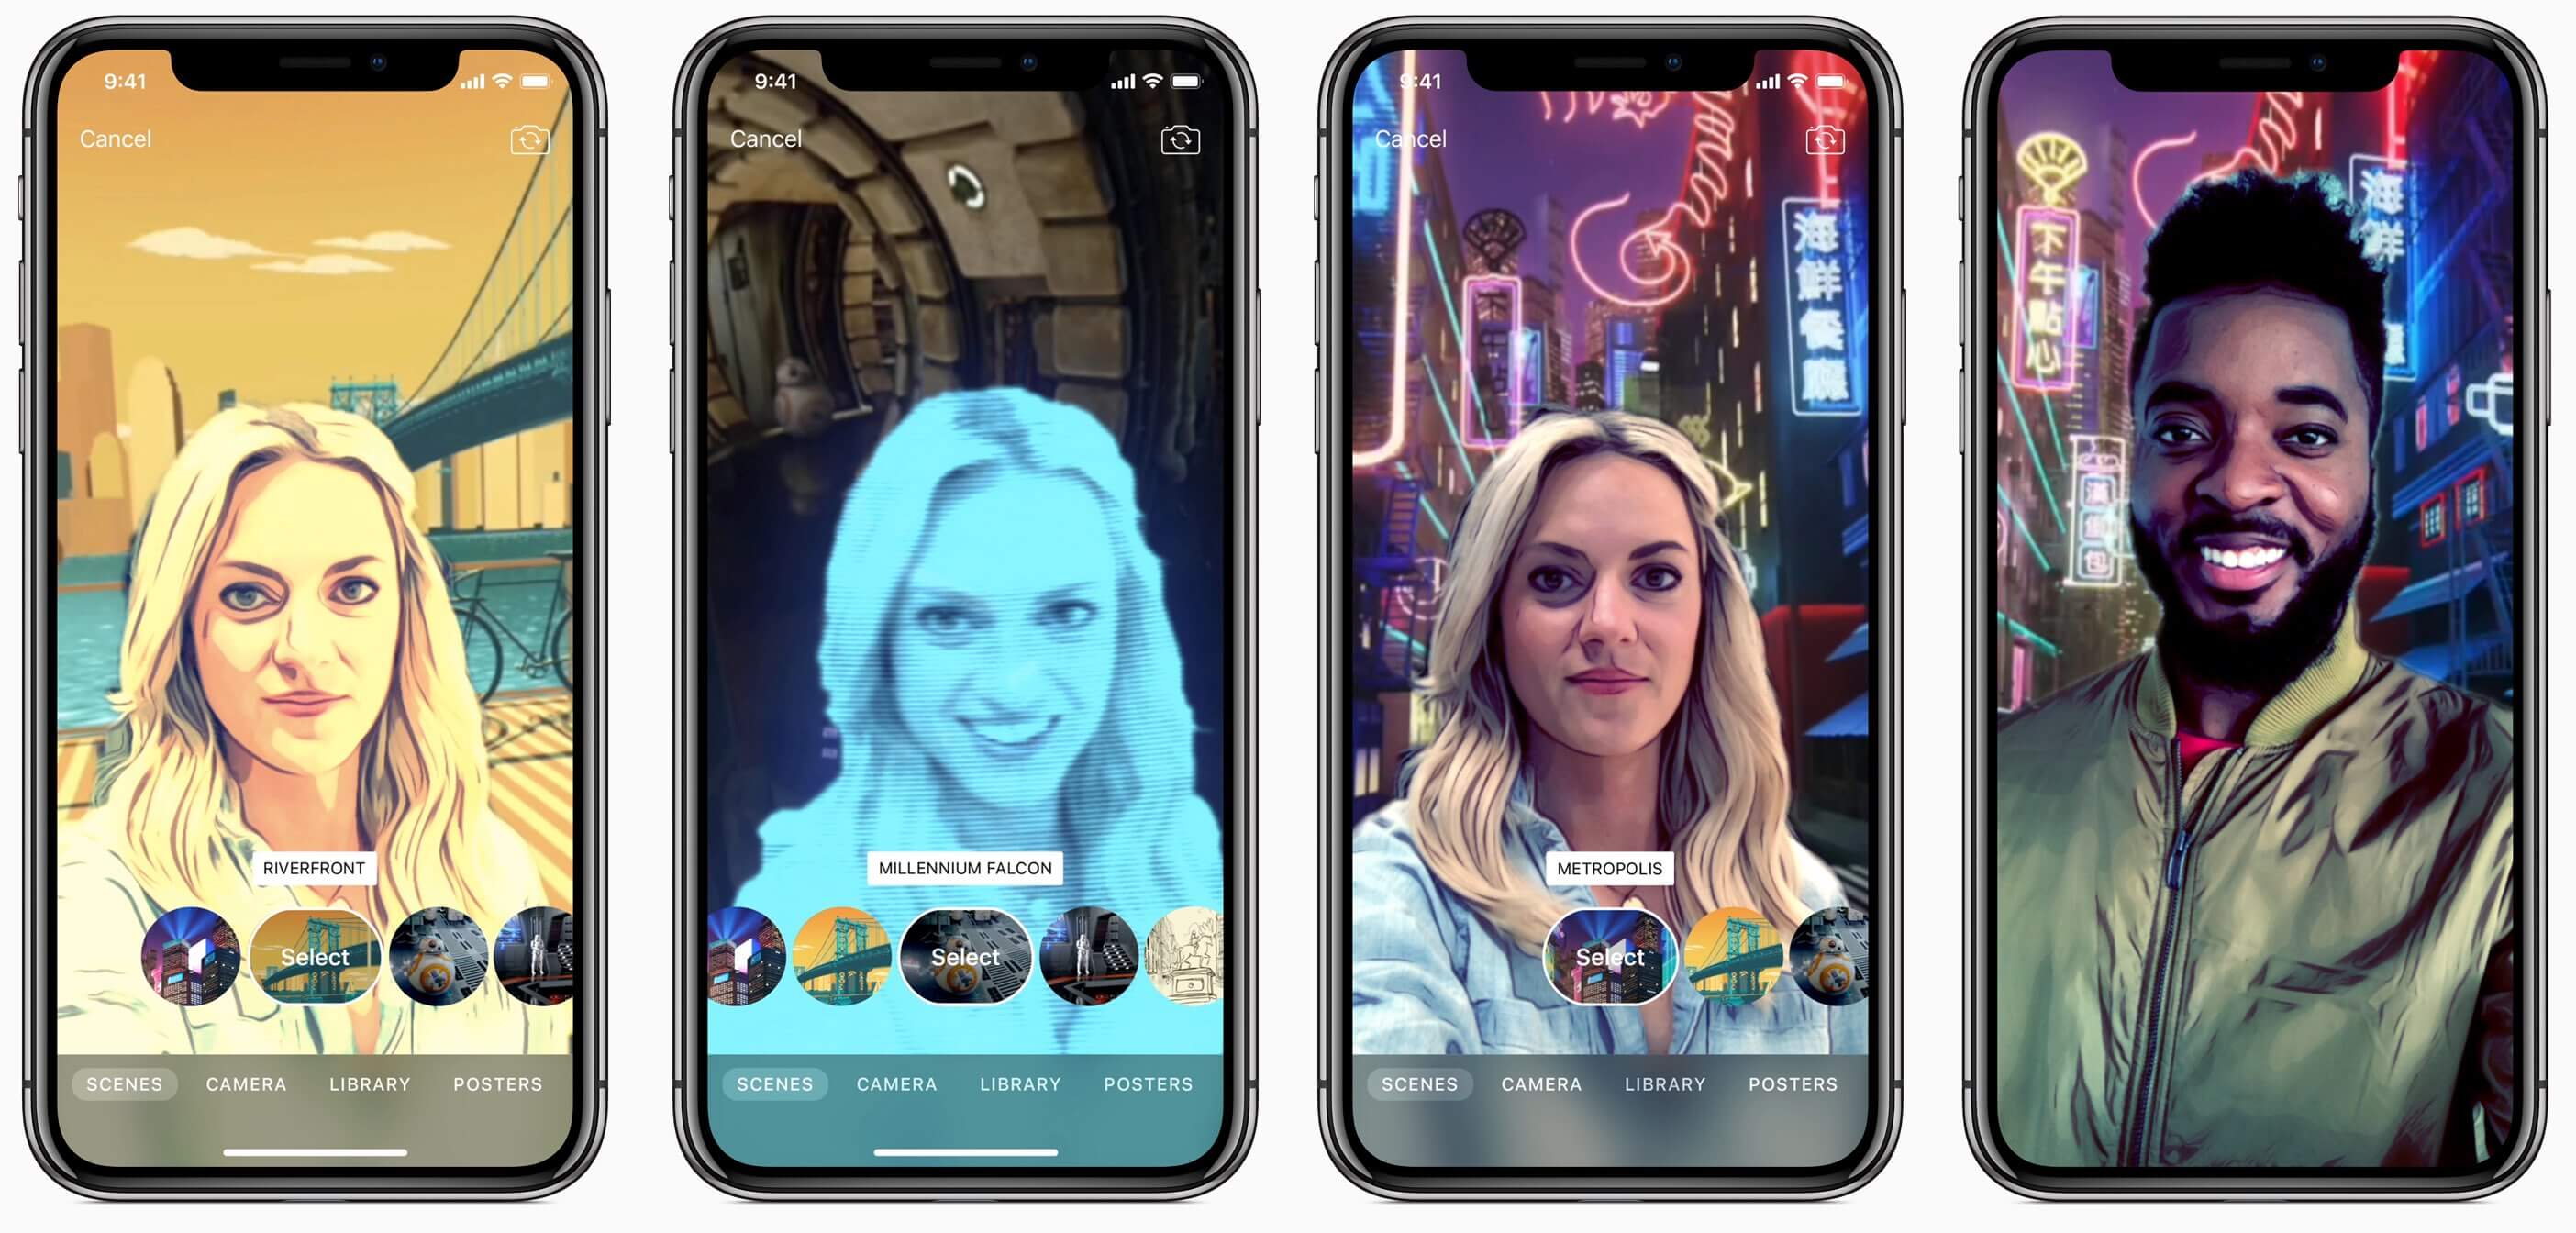 9:41
Cancel
RIVERFRONT
Select
SCENES CAMERA LIBRARY POSTERS
9:41
Cancel
MILLENNIUM FALCON
Select
SCENES CAMERA LIBRARY POSTERS
9:41
Cancel
海鮮餐廳
METROPOLIS
Select
SCENES CAMERA LIBRARY POSTERS
下午點心
海鮮